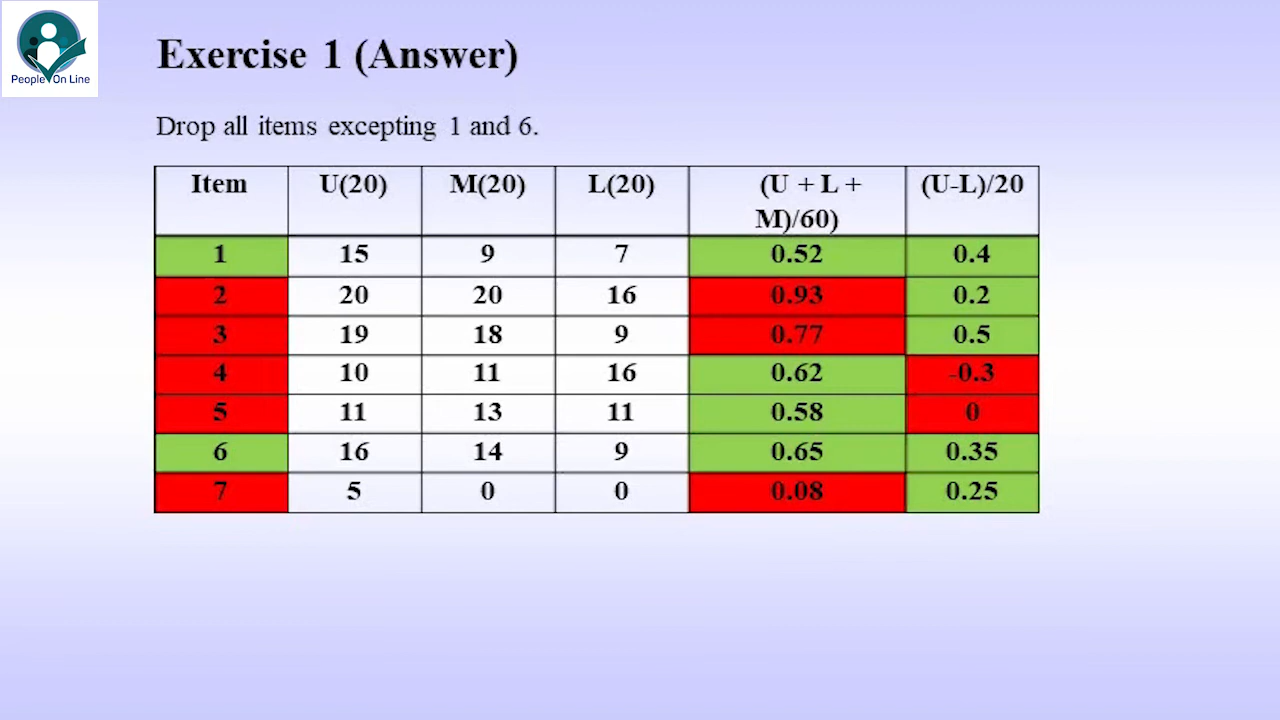 People On Line
Exercise 1 (Answer)
Drop all items excepting 1 and 6.
Item U(20) M(20) L(20) (U + L + (U-L)/20
M)/60)
1 15 9 7 0.52 0.4
2 20 20 16 0.93 0.2
3 19 18 9 0.77 0.5
4 10 11 16 0.62 -0.3
5 11 13 11 0.58 0
6 16 14 9 0.65 0.35
7 5 0 0 0.08 0.25